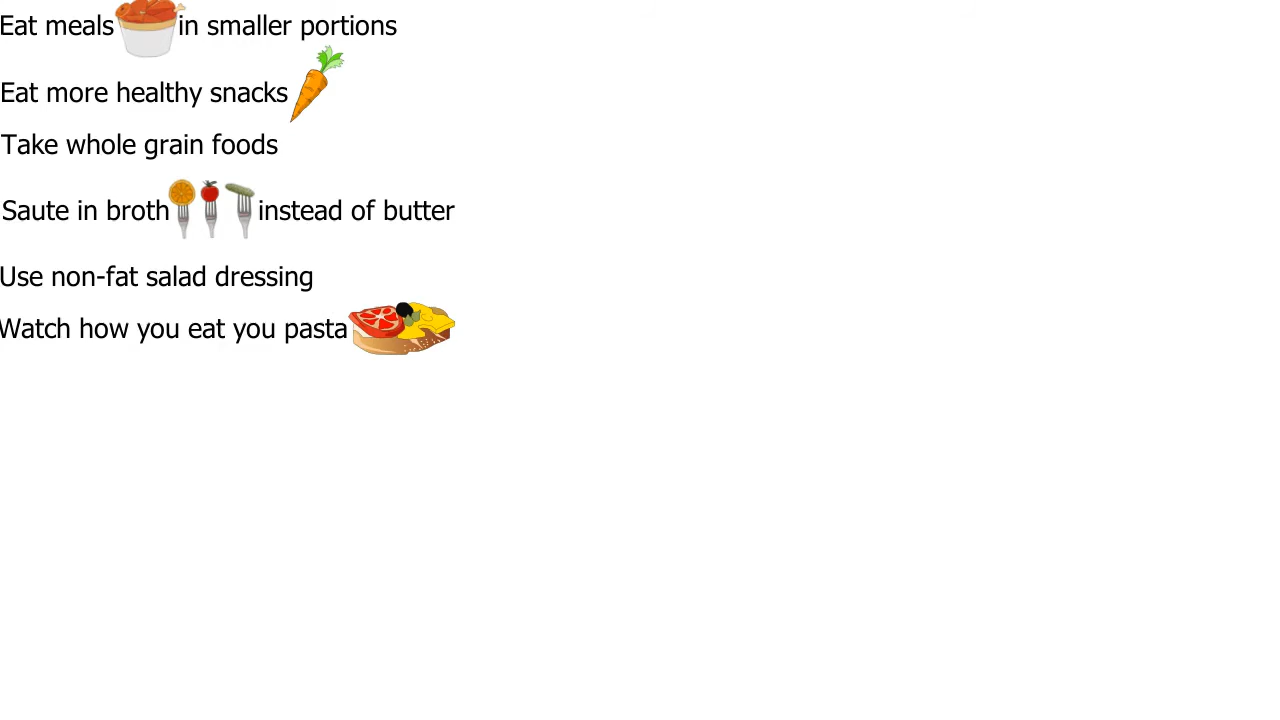 Eat meals in smaller portions
Eat more healthy snacks
Take whole grain foods
Saute in broth instead of butter
Use non-fat salad dressing
Watch how you eat you pasta